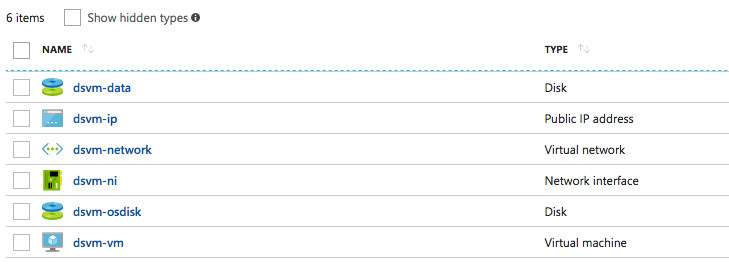 6 items Show hidden types
NAME TYPE
dsvm-data Disk
dsvm-ip Public IP address
dsvm-network Virtual network
dsvm-ni Network interface
dsvm-osdisk Disk
dsvm-vm Virtual machine